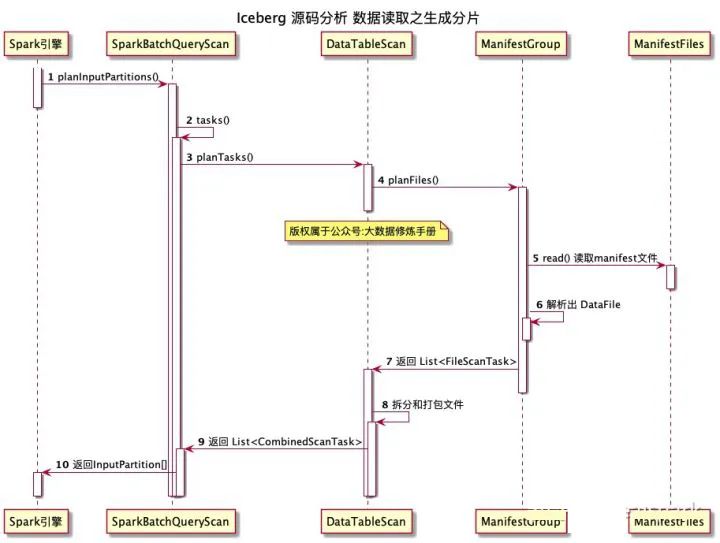 Iceberg 源码分析 数据读取之生成分片
Spark引擎 SparkBatchQueryScan DataTableScan ManifestGroup ManifestFiles
1 planInputPartitions()
2 tasks()
3 planTasks()
4 planFiles()
版权属于公众号:大数据修炼手册
5 read() 读取manifest文件
6 解析出 DataFile
7 返回 List<FileScanTask>
8 拆分和打包文件
9 返回 List<CombinedScanTask>
10 返回InputPartition[]
Spark引擎 SparkBatchQueryScan DataTableScan ManifestGroup ManifestFiles